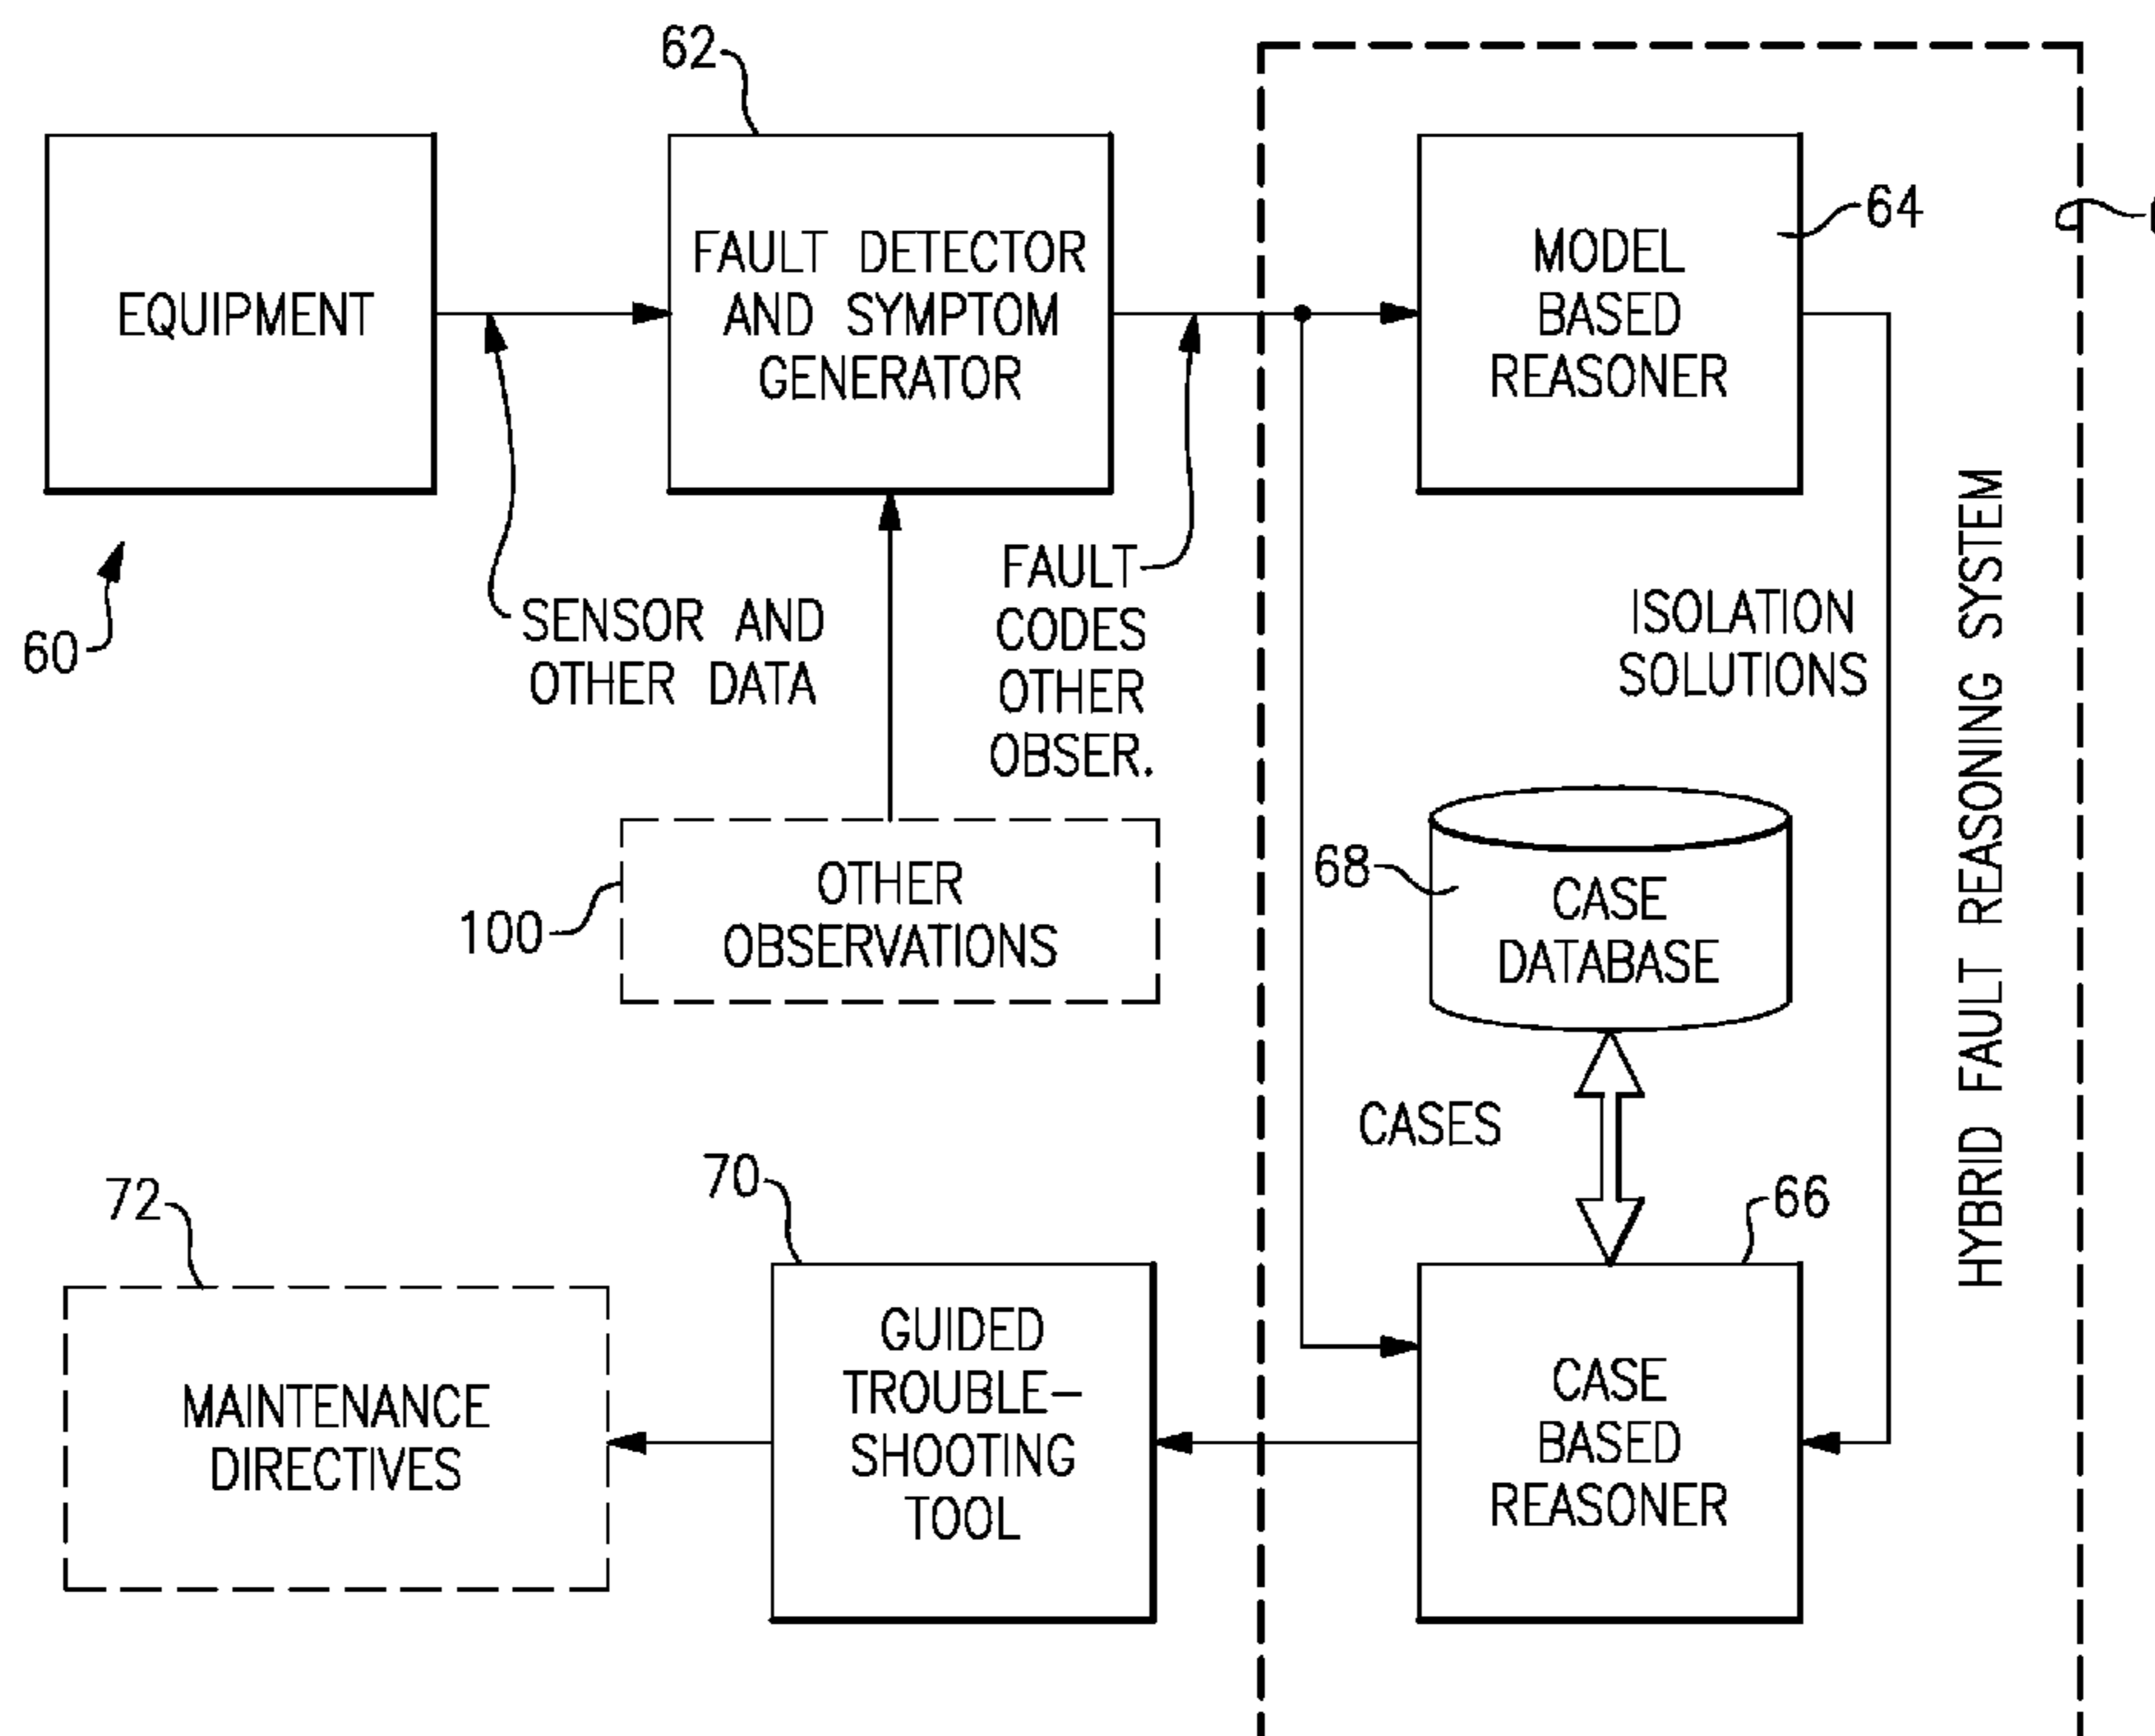 62
EQUIPMENT
FAULT DETECTOR
AND SYMPTOM
GENERATOR
MODEL
BASED
REASONER
64
60
SENSOR AND
OTHER DATA
FAULT
CODES
OTHER
OBSER.
ISOLATION
SOLUTIONS
HYBRID FAULT REASONING SYSTEM
100
OTHER
OBSERVATIONS
68
CASE
DATABASE
CASES
72
MAINTENANCE
DIRECTIVES
70
GUIDED
TROUBLE-
SHOOTING
TOOL
66
CASE
BASED
REASONER